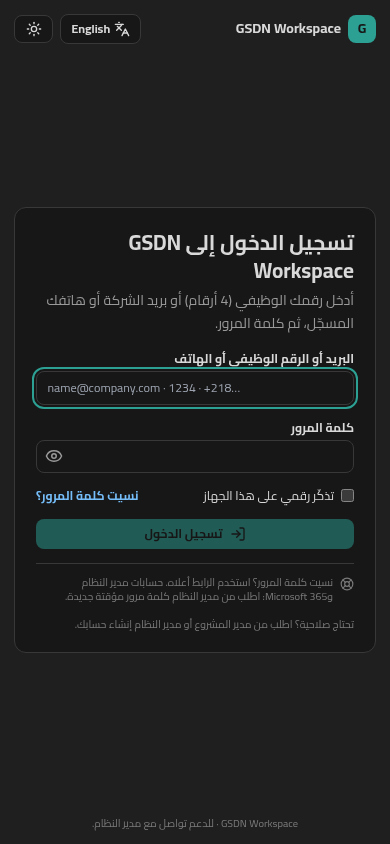 G
GSDN Workspace
English
تسجيل الدخول إلى GSDN
Workspace
أدخل رقمك الوظيفي (4 أرقام) أو بريد الشركة أو هاتفك
المسجّل، ثم كلمة المرور.
البريد أو الرقم الوظيفي أو الهاتف
name@company.com · 1234 · +218...
كلمة المرور
تذكّر رقمي على هذا الجهاز
نسيت كلمة المرور؟
تسجيل الدخول
نسيت كلمة المرور؟ استخدم الرابط أعلاه. حسابات مدير النظام
وMicrosoft 365: اطلب من مدير النظام كلمة مرور مؤقتة جديدة.
تحتاج صلاحية؟ اطلب من مدير المشروع أو مدير النظام إنشاء حسابك.
GSDN Workspace · للدعم تواصل مع مدير النظام.